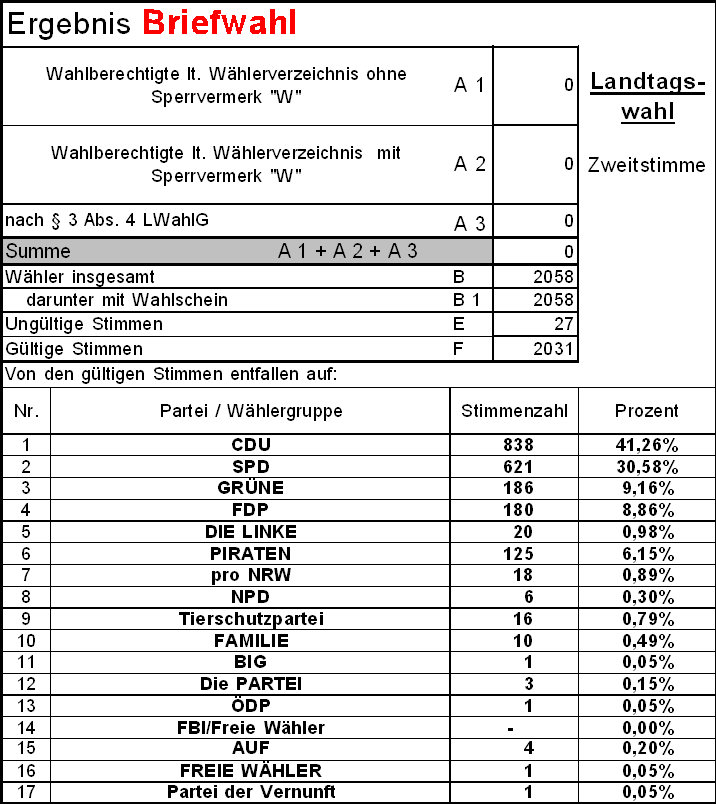 Ergebnis Briefwahl
Wahlberechtigte lt. Wählerverzeichnis ohne
Sperrvermerk "W" A 1 0
Landtags-
wahl
Wahlberechtigte lt. Wählerverzeichnis mit
Sperrvermerk "W" A 2 0
Zweitstimme
nach § 3 Abs. 4 LWahlG A 3 0
Summe A 1 + A 2 + A 3 0
Wähler insgesamt B 2058
darunter mit Wahlschein B 1 2058
Ungültige Stimmen E 27
Gültige Stimmen F 2031
Von den gültigen Stimmen entfallen auf:
Nr. Partei / Wählergruppe Stimmenzahl Prozent
1 CDU 838 41,26%
2 SPD 621 30,58%
3 GRÜNE 186 9,16%
4 FDP 180 8,86%
5 DIE LINKE 20 0,98%
6 PIRATEN 125 6,15%
7 pro NRW 18 0,89%
8 NPD 6 0,30%
9 Tierschutzpartei 16 0,79%
10 FAMILIE 10 0,49%
11 BIG 1 0,05%
12 Die PARTEI 3 0,15%
13 ÖDP 1 0,05%
14 FBI/Freie Wähler - 0,00%
15 AUF 4 0,20%
16 FREIE WÄHLER 1 0,05%
17 Partei der Vernunft 1 0,05%